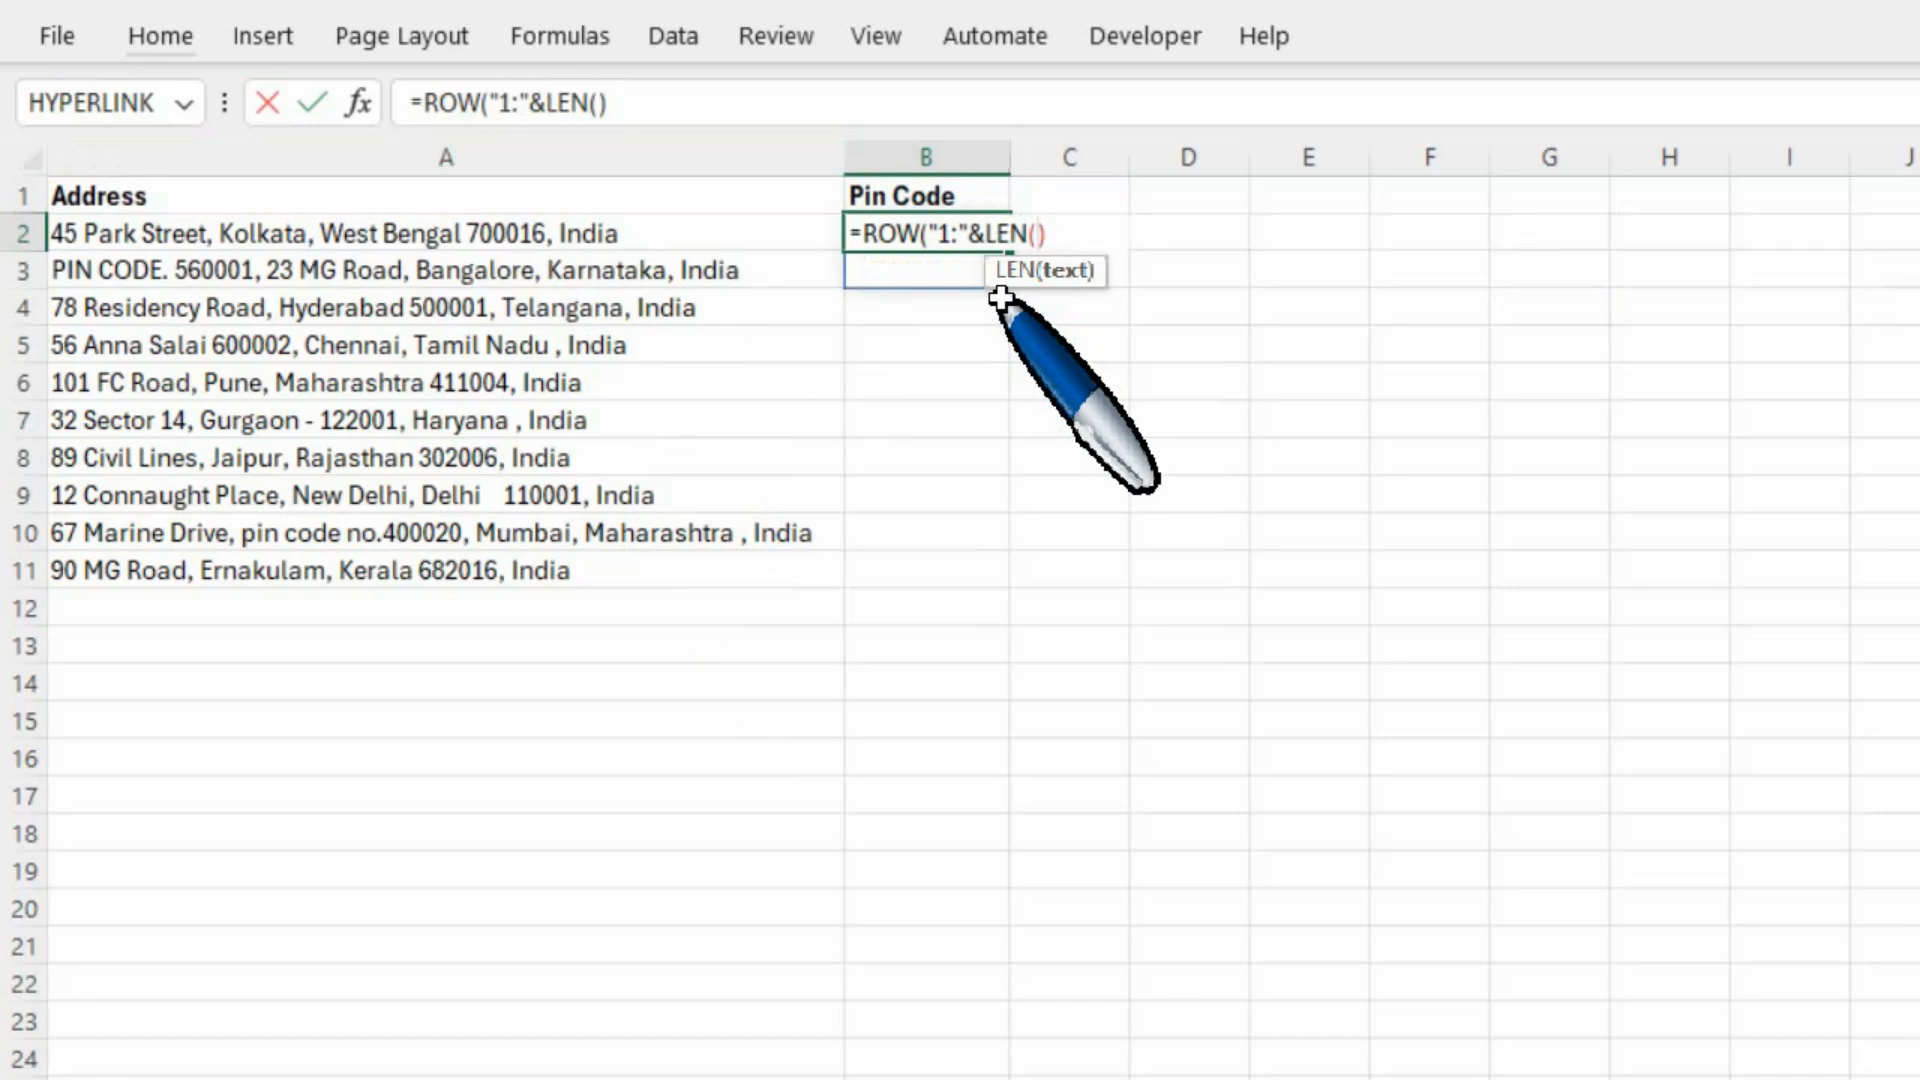 File Home Insert Page Layout Formulas Data Review View Automate Developer Help
HYPERLINK fx =ROW("1:"&LEN()
A B C D E F G H I J
1 Address Pin Code
2 45 Park Street, Kolkata, West Bengal 700016, India =ROW("1:"&LEN()
3 PIN CODE. 560001, 23 MG Road, Bangalore, Karnataka, India LEN(text)
4 78 Residency Road, Hyderabad 500001, Telangana, India
5 56 Anna Salai 600002, Chennai, Tamil Nadu , India
6 101 FC Road, Pune, Maharashtra 411004, India
7 32 Sector 14, Gurgaon - 122001, Haryana , India
8 89 Civil Lines, Jaipur, Rajasthan 302006, India
9 12 Connaught Place, New Delhi, Delhi    110001, India
10 67 Marine Drive, pin code no.400020, Mumbai, Maharashtra , India
11 90 MG Road, Ernakulam, Kerala 682016, India
12
13
14
15
16
17
18
19
20
21
22
23
24